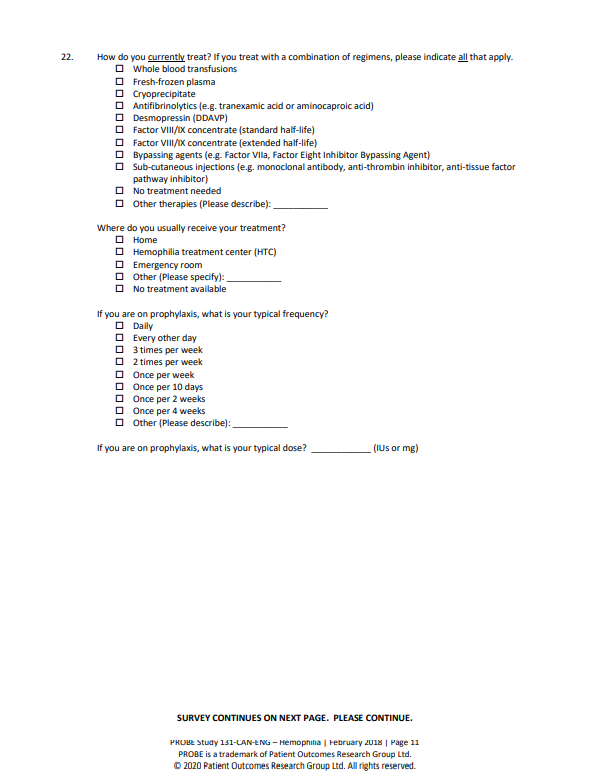 22. How do you currently treat? If you treat with a combination of regimens, please indicate all that apply.
☐ Whole blood transfusions
☐ Fresh-frozen plasma
☐ Cryoprecipitate
☐ Antifibrinolytics (e.g. tranexamic acid or aminocaproic acid)
☐ Desmopressin (DDAVP)
☐ Factor VIII/IX concentrate (standard half-life)
☐ Factor VIII/IX concentrate (extended half-life)
☐ Bypassing agents (e.g. Factor VIIa, Factor Eight Inhibitor Bypassing Agent)
☐ Sub-cutaneous injections (e.g. monoclonal antibody, anti-thrombin inhibitor, anti-tissue factor
pathway inhibitor)
☐ No treatment needed
☐ Other therapies (Please describe): ___________
Where do you usually receive your treatment?
☐ Home
☐ Hemophilia treatment center (HTC)
☐ Emergency room
☐ Other (Please specify): ___________
☐ No treatment available
If you are on prophylaxis, what is your typical frequency?
☐ Daily
☐ Every other day
☐ 3 times per week
☐ 2 times per week
☐ Once per week
☐ Once per 10 days
☐ Once per 2 weeks
☐ Once per 4 weeks
☐ Other (Please describe): ___________
If you are on prophylaxis, what is your typical dose? ____________ (IUs or mg)
SURVEY CONTINUES ON NEXT PAGE. PLEASE CONTINUE.
PROBE Study 131-CAN-ENG – Hemophilia | February 2018 | Page 11
PROBE is a trademark of Patient Outcomes Research Group Ltd.
© 2020 Patient Outcomes Research Group Ltd. All rights reserved.